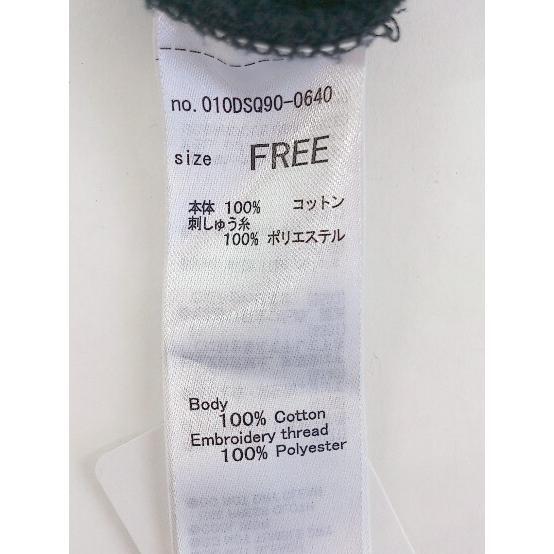 no.010DSQ90-0640
size FREE
本体 100% コットン
刺しゅう糸
100% ポリエステル
Body
100% Cotton
Embroidery thread
100% Polyester